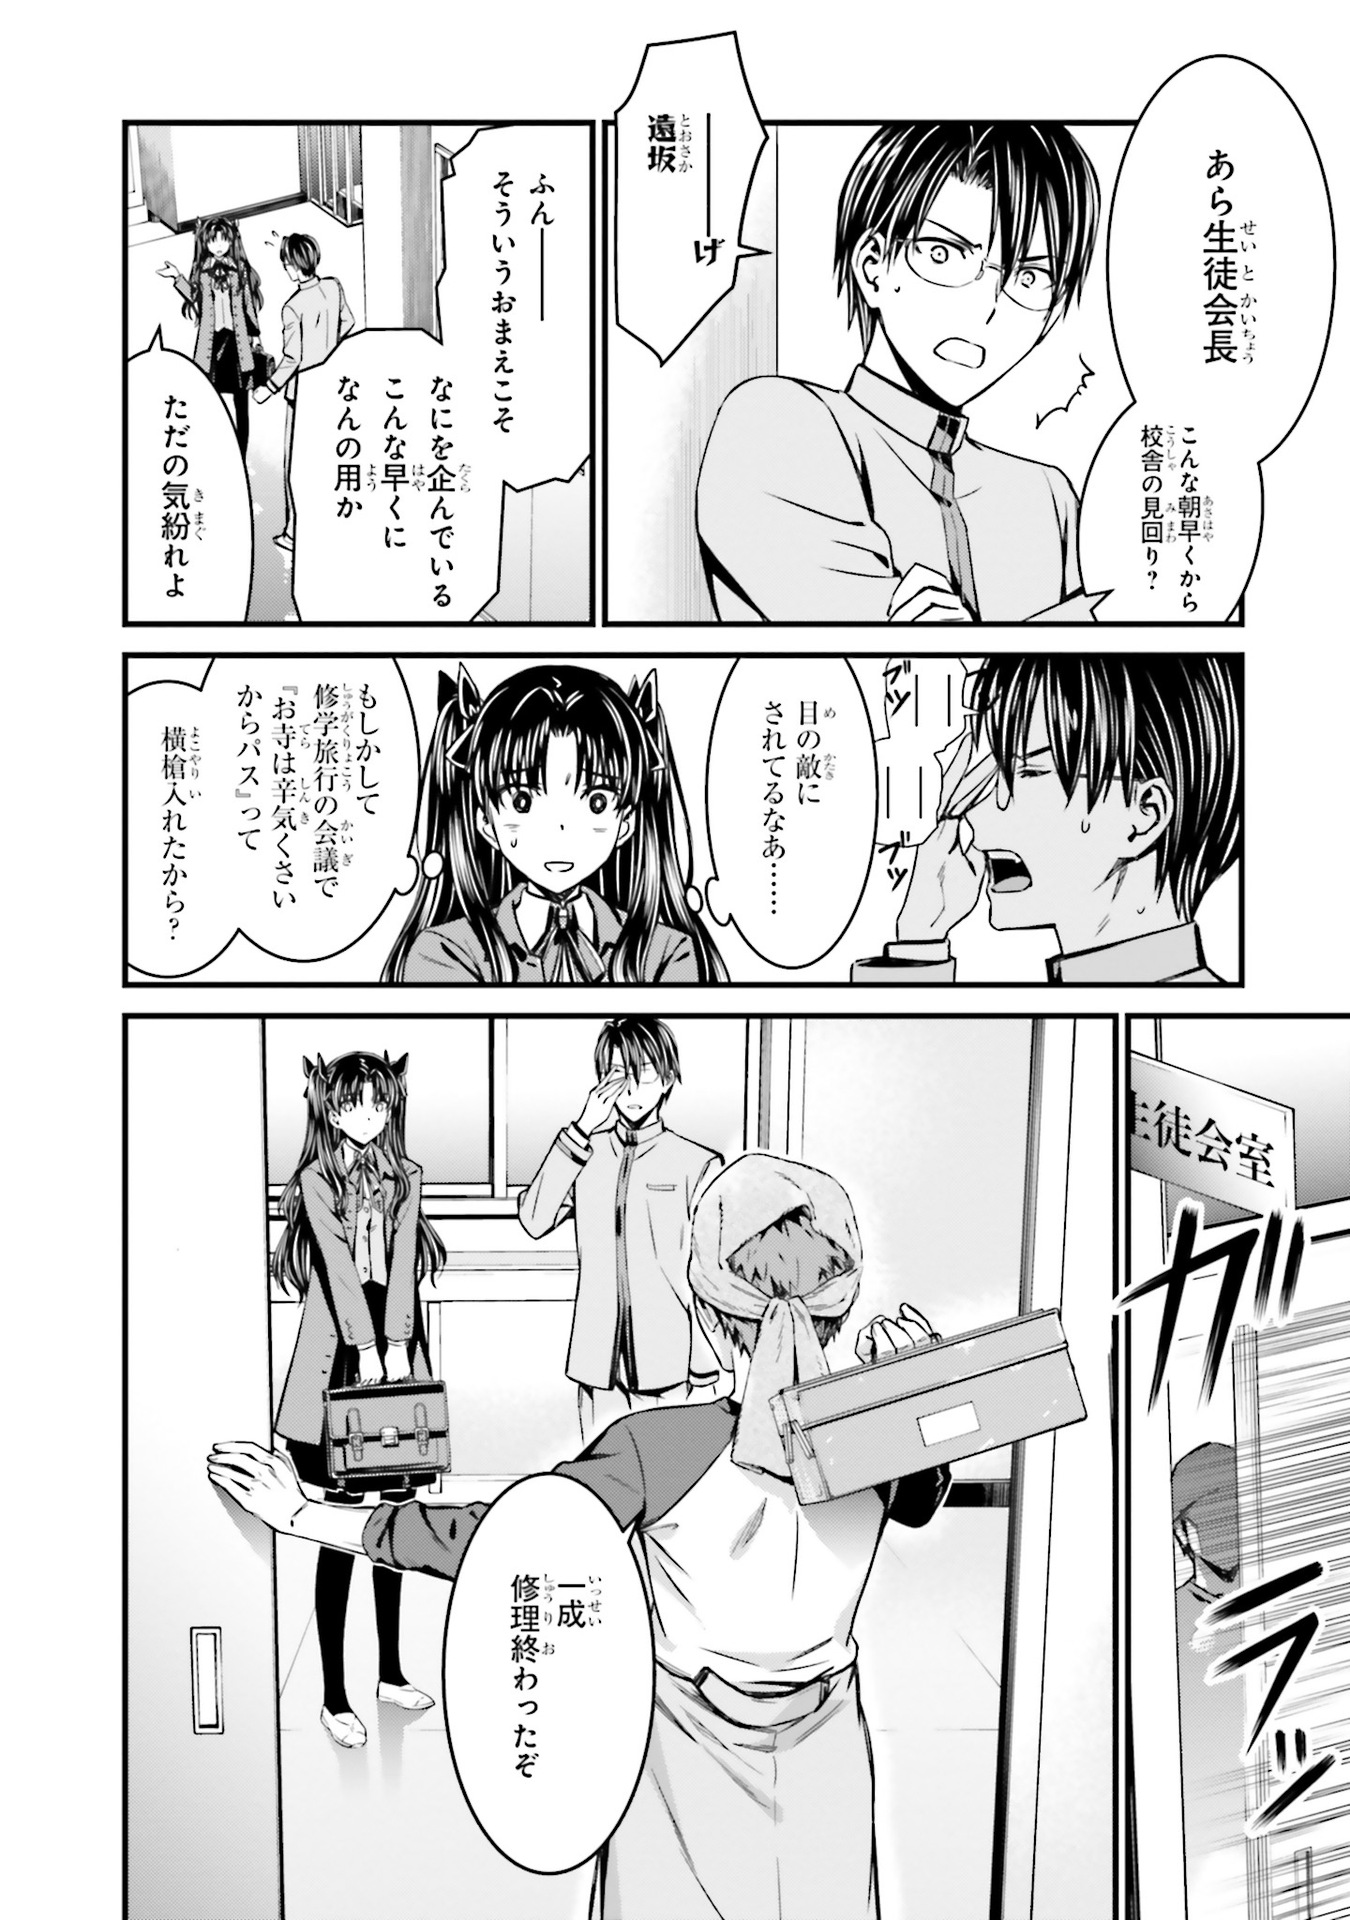 あら生徒会長
こんな朝早くから
校舎の見回り?
げ――
遠坂
ふん――
そういうおまえこそ
なにを企んでいる
こんな早くに
なんの用か
ただの気紛れよ
ブツ
ブツ
目の敵に
されてるなあ……
もしかして
修学旅行の会議で
『お寺は辛気くさい
からパス』って
横槍入れたから?
生徒会室
ガラッ
一成
修理終わったぞ